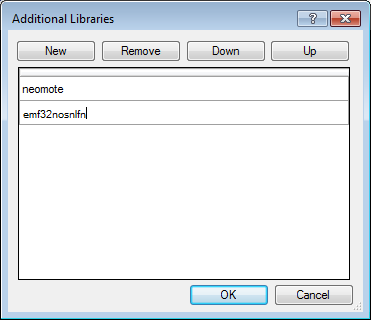 Additional Libraries
New Remove Down Up
neomote
emf32nosnlfn
OK Cancel